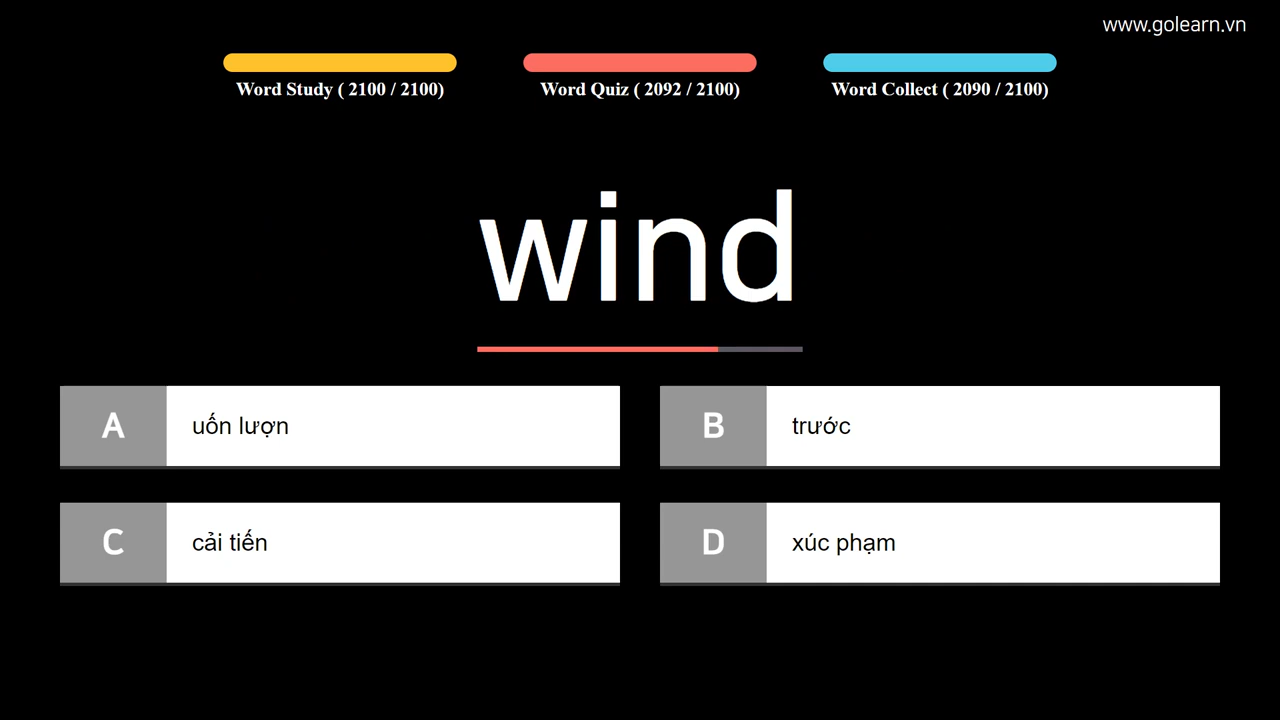 www.golearn.vn
Word Study ( 2100 / 2100)
Word Quiz ( 2092 / 2100)
Word Collect ( 2090 / 2100)
wind
A uốn lượn
B trước
C cải tiến
D xúc phạm